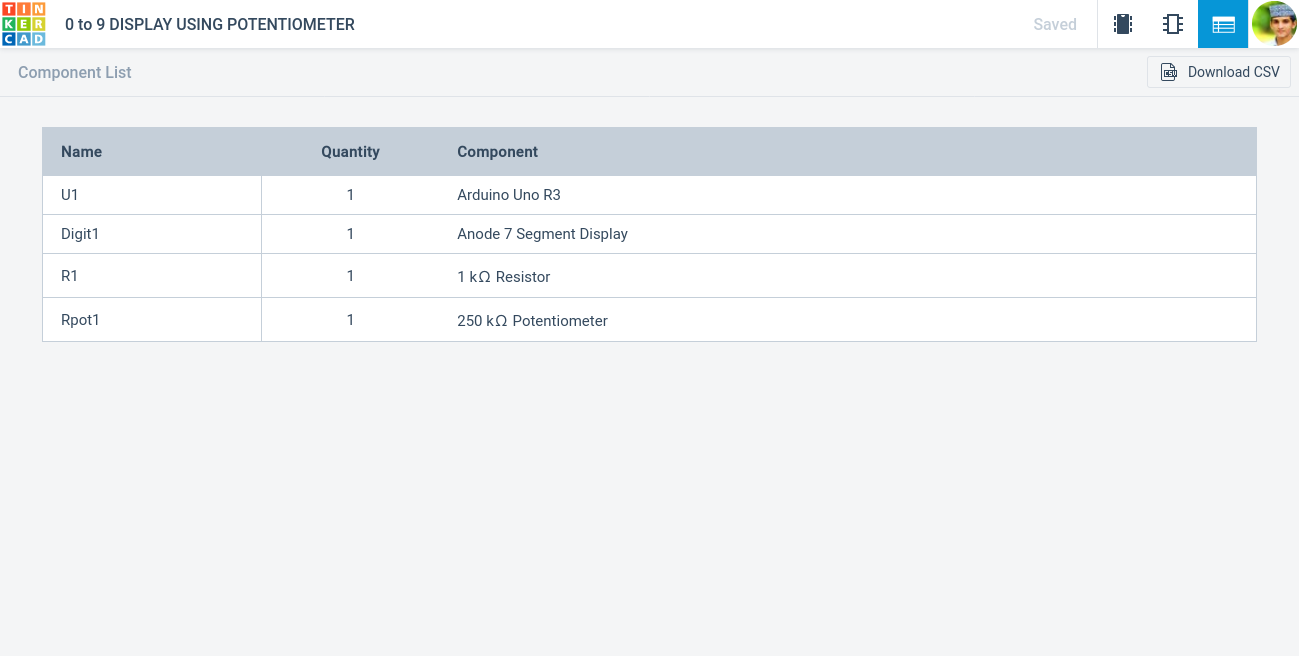 TIN
KER
CAD
0 to 9 DISPLAY USING POTENTIOMETER
Saved
Component List
Download CSV
Name Quantity Component
U1 1 Arduino Uno R3
Digit1 1 Anode 7 Segment Display
R1 1 1 kΩ Resistor
Rpot1 1 250 kΩ Potentiometer